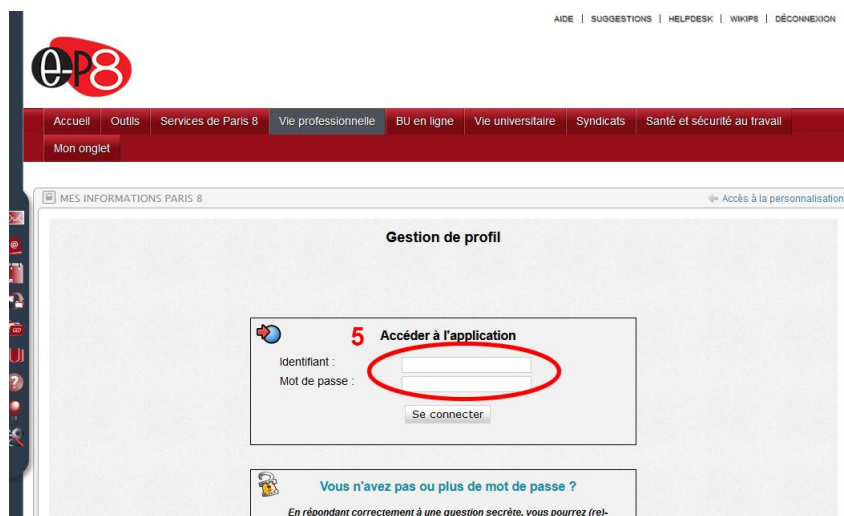 AIDE | SUGGESTIONS | HELPDESK | WIKIP8 | DÉCONNEXION
e-P8
Accueil Outils Services de Paris 8 Vie professionnelle BU en ligne Vie universitaire Syndicats Santé et sécurité au travail
Mon onglet
MES INFORMATIONS PARIS 8 Accès à la personnalisation
Gestion de profil
5 Accéder à l'application
Identifiant :
Mot de passe :
Se connecter
Vous n'avez pas ou plus de mot de passe ?
En répondant correctement à une question secrète, vous pourrez (re)-